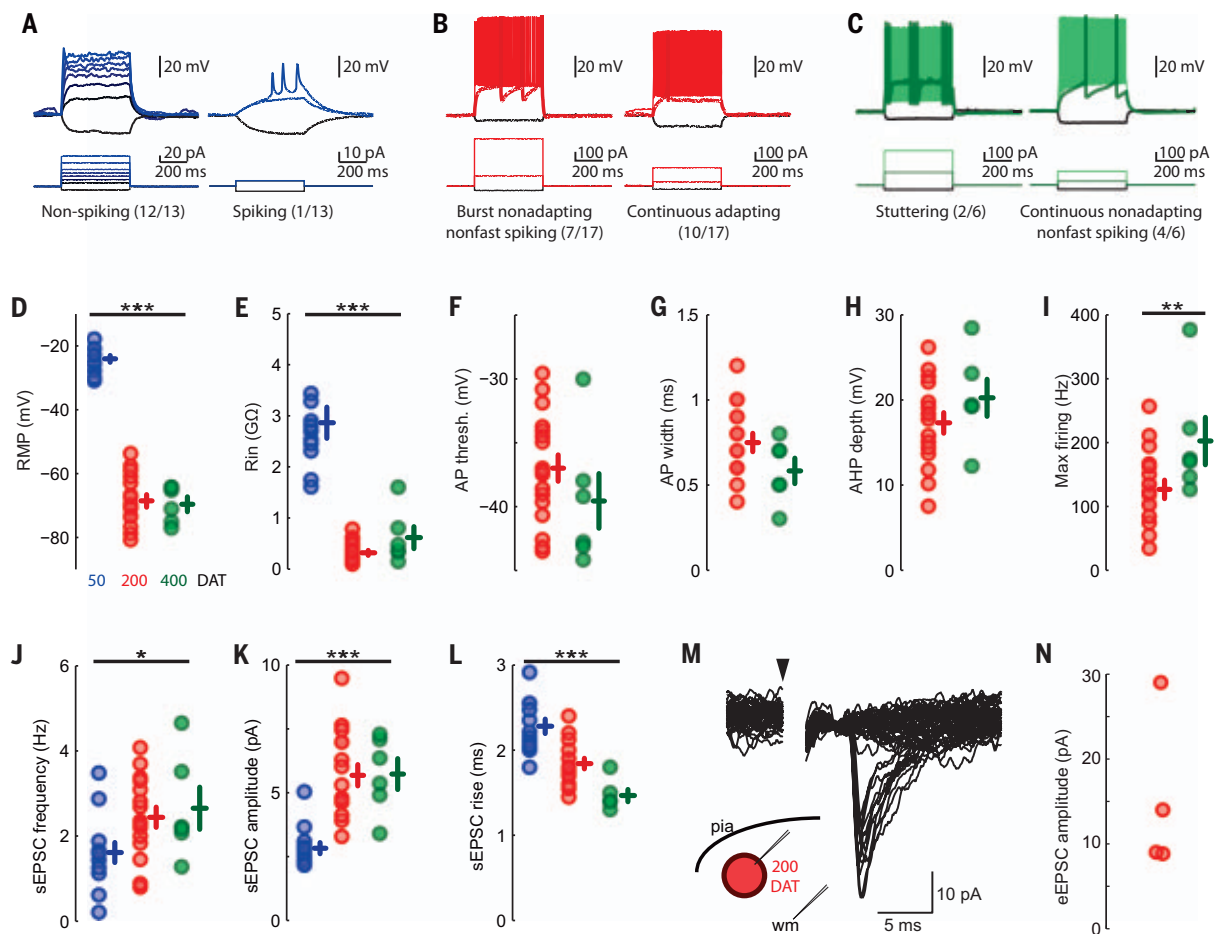 A
B
C
20 mV
20 mV
20 mV
20 mV
20 mV
20 mV
20 pA
200 ms
10 pA
200 ms
100 pA
200 ms
100 pA
200 ms
100 pA
200 ms
100 pA
200 ms
Non-spiking (12/13)
Spiking (1/13)
Burst nonadapting
nonfast spiking (7/17)
Continuous adapting
(10/17)
Stuttering (2/6)
Continuous nonadapting
nonfast spiking (4/6)
D
***
RMP (mV)
−20
−40
−60
−80
50 200 400 DAT
E
***
Rin (GΩ)
5
4
3
2
1
0
F
AP thresh. (mV)
−30
−40
G
AP width (ms)
1.5
1
0.5
0
H
AHP depth (mV)
30
20
10
0
I
**
Max firing (Hz)
400
300
200
100
0
J
*
sEPSC frequency (Hz)
6
4
2
0
K
***
sEPSC amplitude (pA)
10
5
0
L
***
sEPSC rise (ms)
3
2
1
0
M
pia
200
DAT
wm
10 pA
5 ms
N
eEPSC amplitude (pA)
30
20
10
0